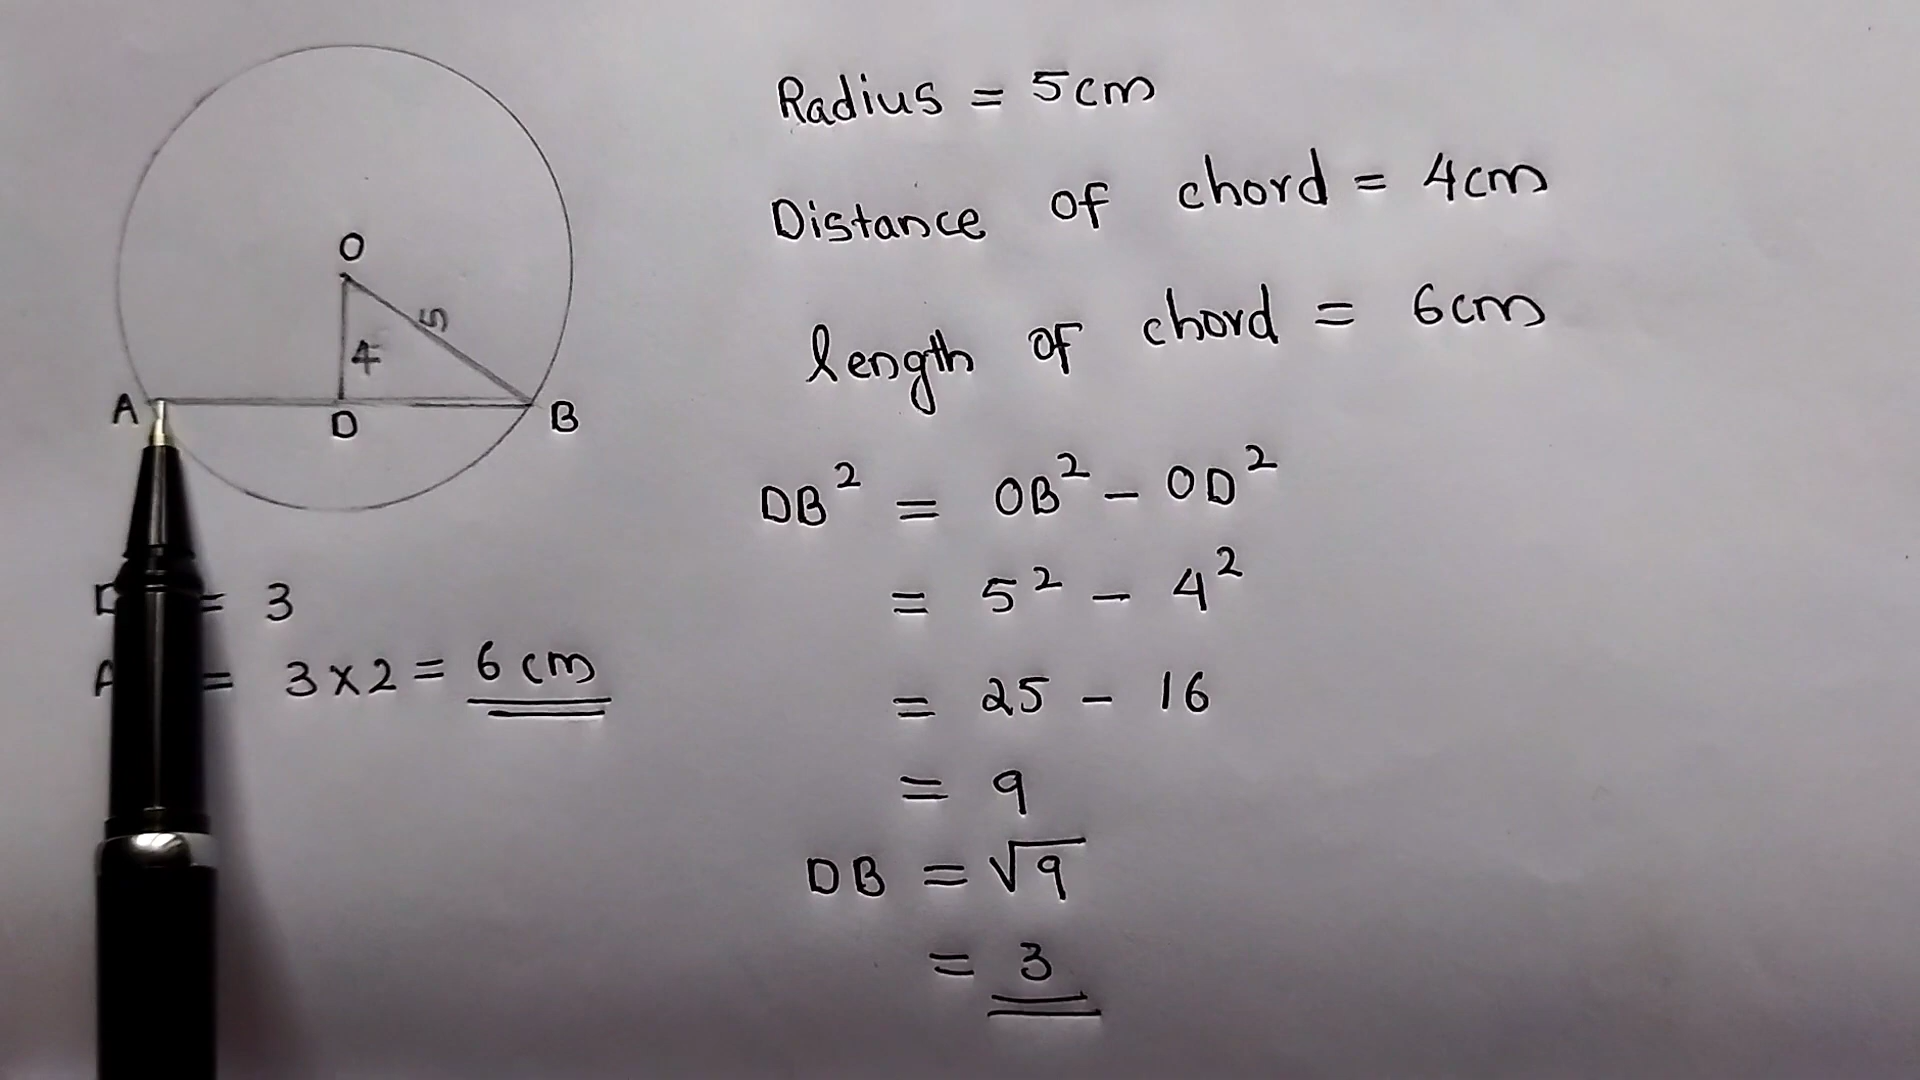 O
5
4
A
D
B
= 3
= 3×2 = 6 cm
Radius = 5cm
Distance of chord = 4cm
length of chord = 6cm
DB² = OB² – OD²
= 5² – 4²
= 25 – 16
= 9
DB = √9
= 3